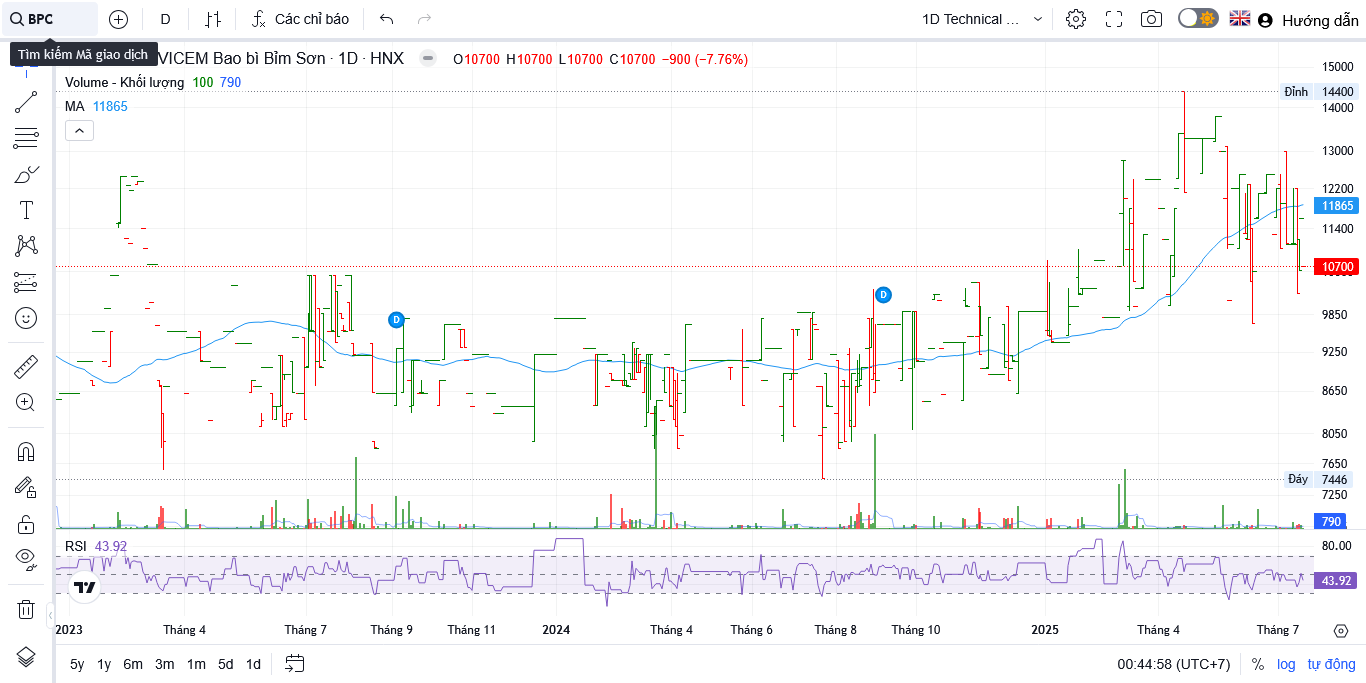 BPC D Các chỉ báo 1D Technical ... Hướng dẫn
Tìm kiếm Mã giao dịch
VICEM Bao bì Bỉm Sơn · 1D · HNX O10700 H10700 L10700 C10700 −900 (−7.76%)
Volume - Khối lượng 100 790
MA 11865
15000
Đỉnh 14400
14000
13000
12200
11865
11400
10700
D D
9850
9250
8650
8050
7650
Đáy 7446
7250
790
RSI 43.92
80.00
43.92
2023 Tháng 4 Tháng 7 Tháng 9 Tháng 11 2024 Tháng 4 Tháng 6 Tháng 8 Tháng 10 2025 Tháng 4 Tháng 7
5y 1y 6m 3m 1m 5d 1d 00:44:58 (UTC+7) % log tự động